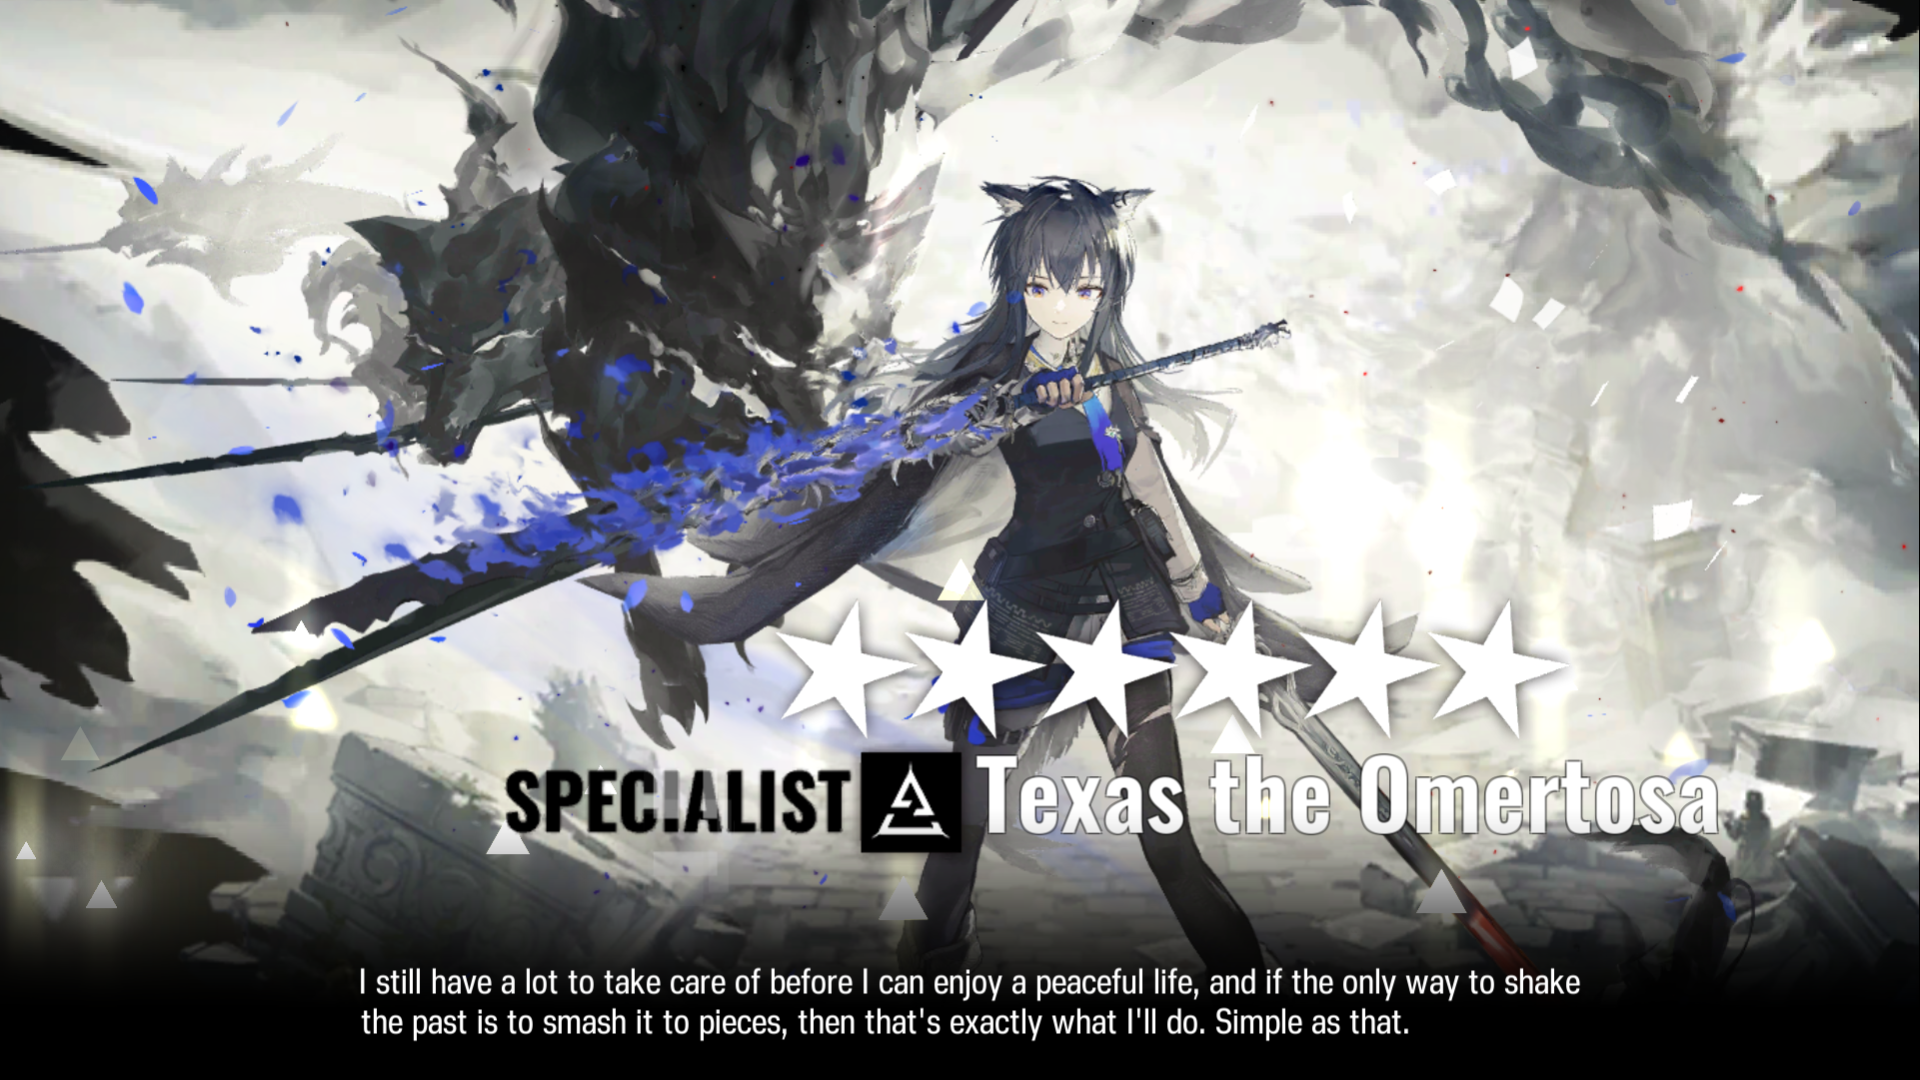 SPECIALIST Texas the Omertosa
I still have a lot to take care of before I can enjoy a peaceful life, and if the only way to shake
the past is to smash it to pieces, then that's exactly what I'll do. Simple as that.